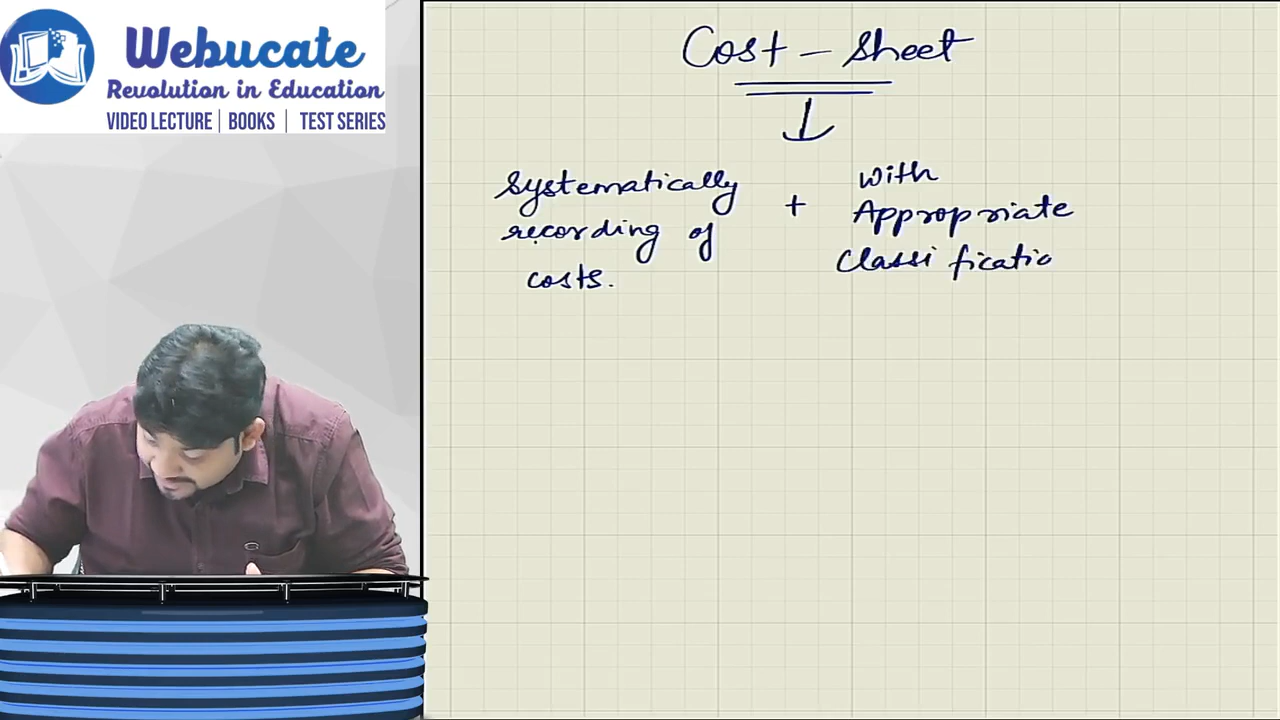 Webucate
Revolution in Education
VIDEO LECTURE | BOOKS | TEST SERIES
Cost - sheet
Systematically
recording of
costs.
+
with
Appropriate
Classificatio